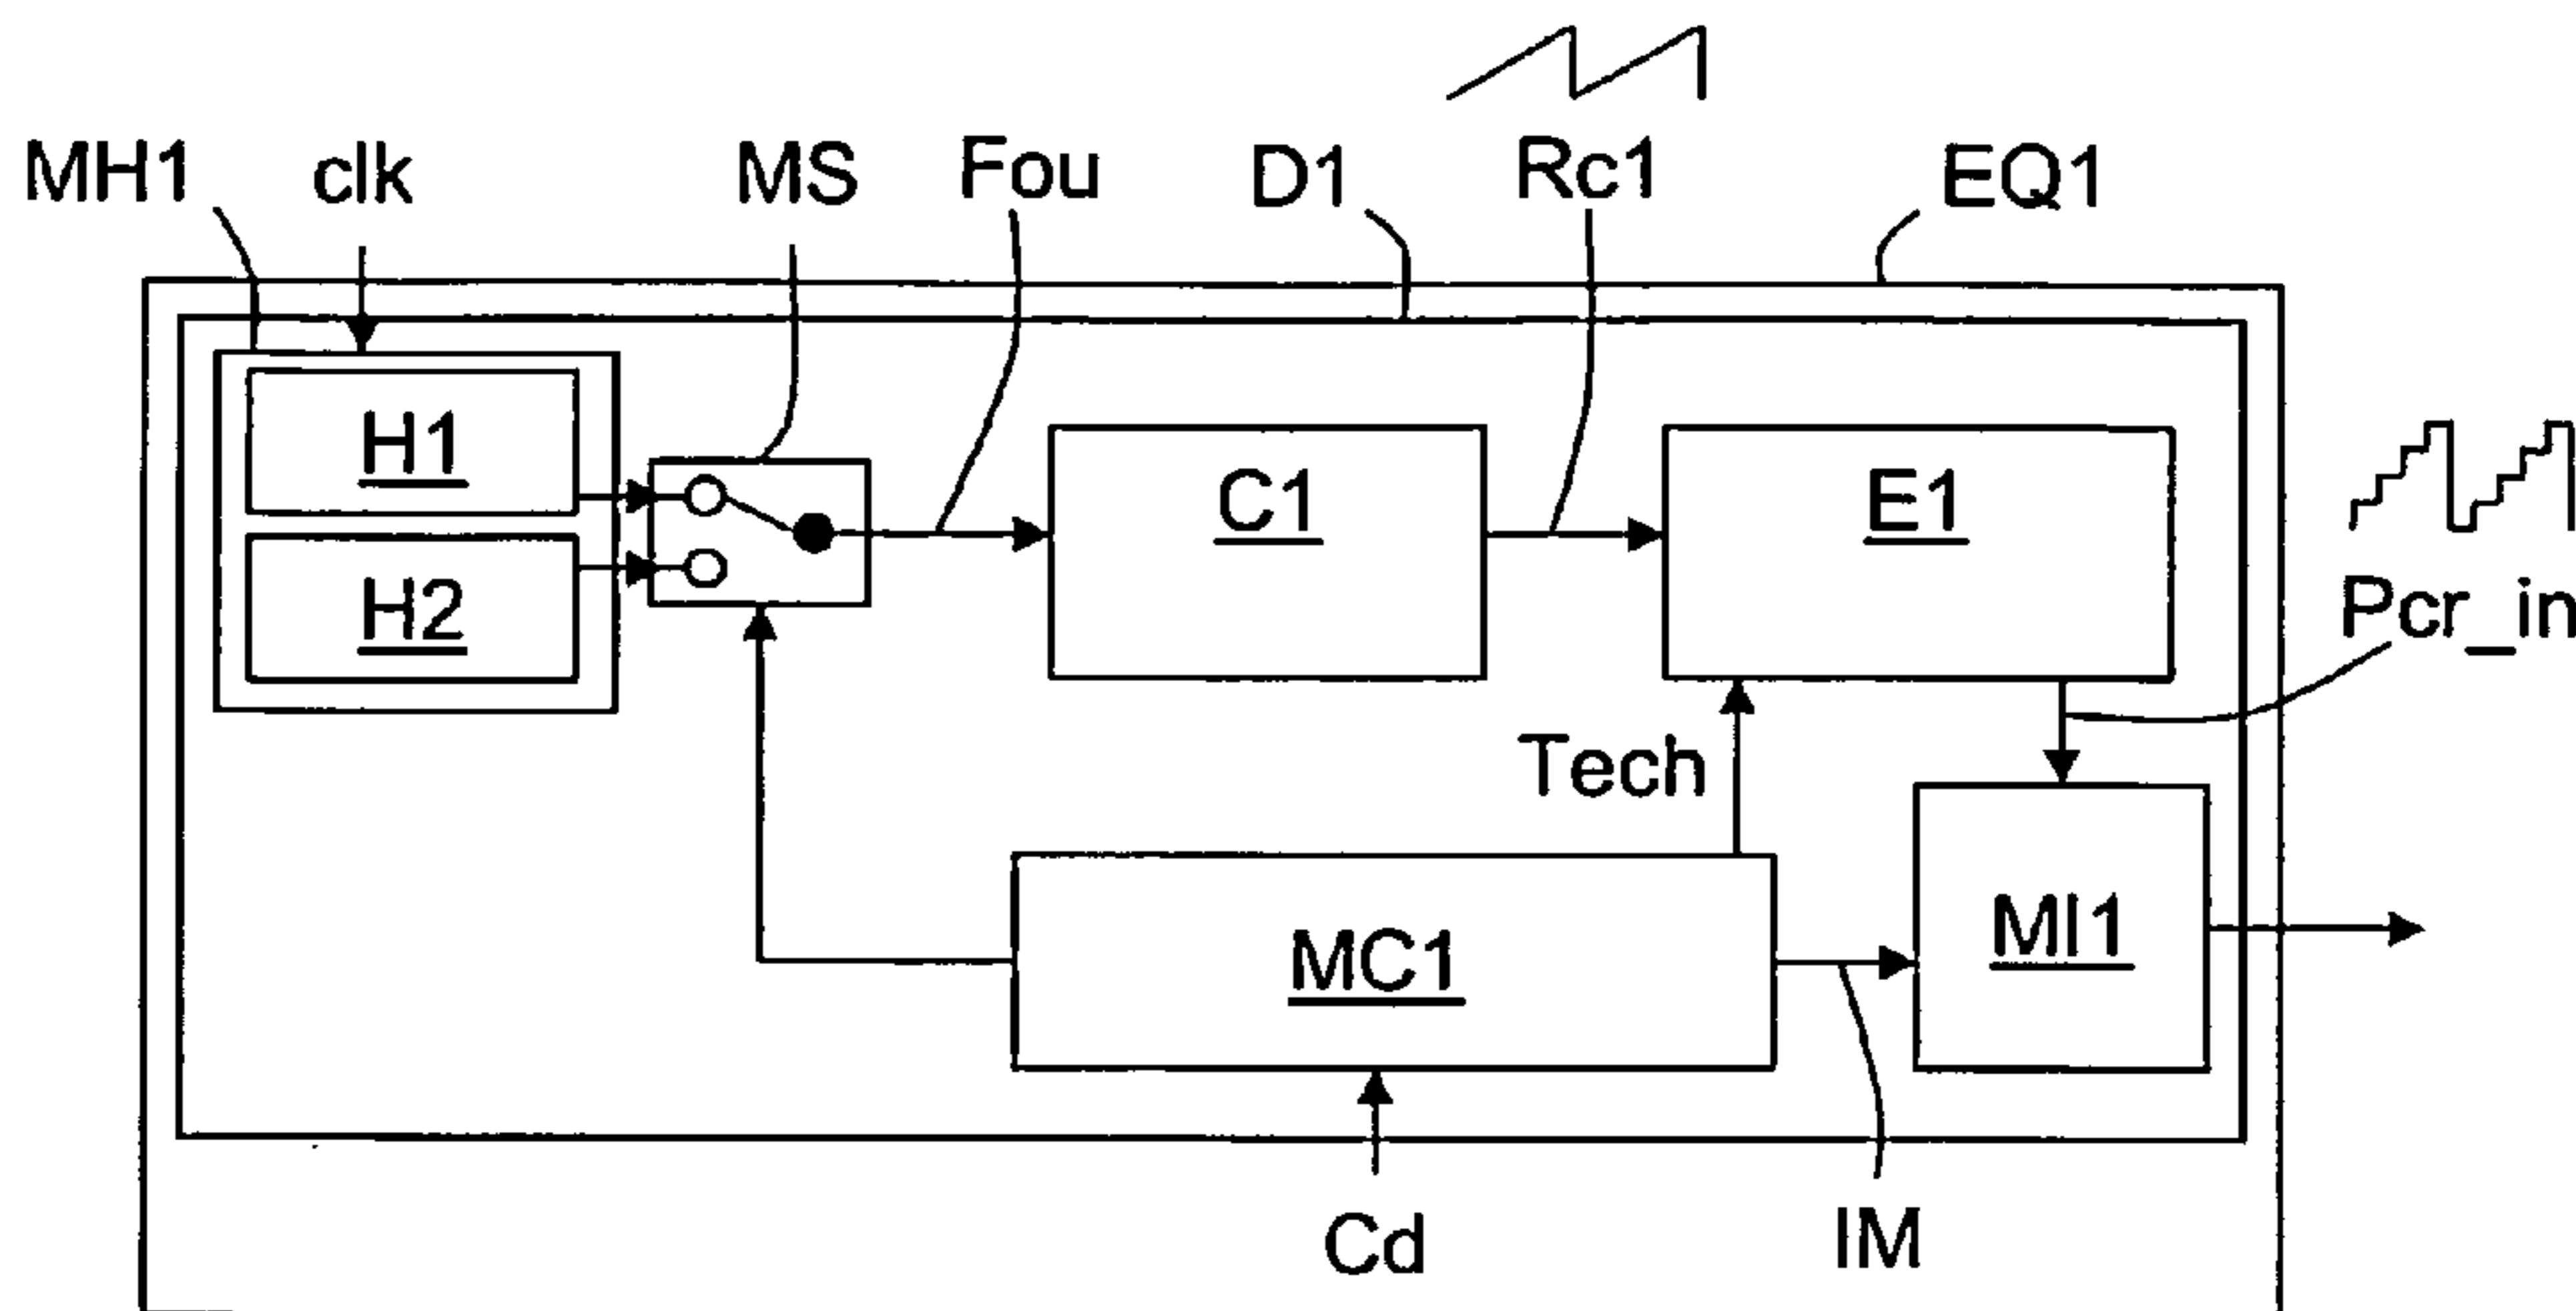 MH1 clk MS Fou D1 Rc1 EQ1
H1
C1 E1
H2
Pcr_in
Tech
MC1 MI1
Cd IM